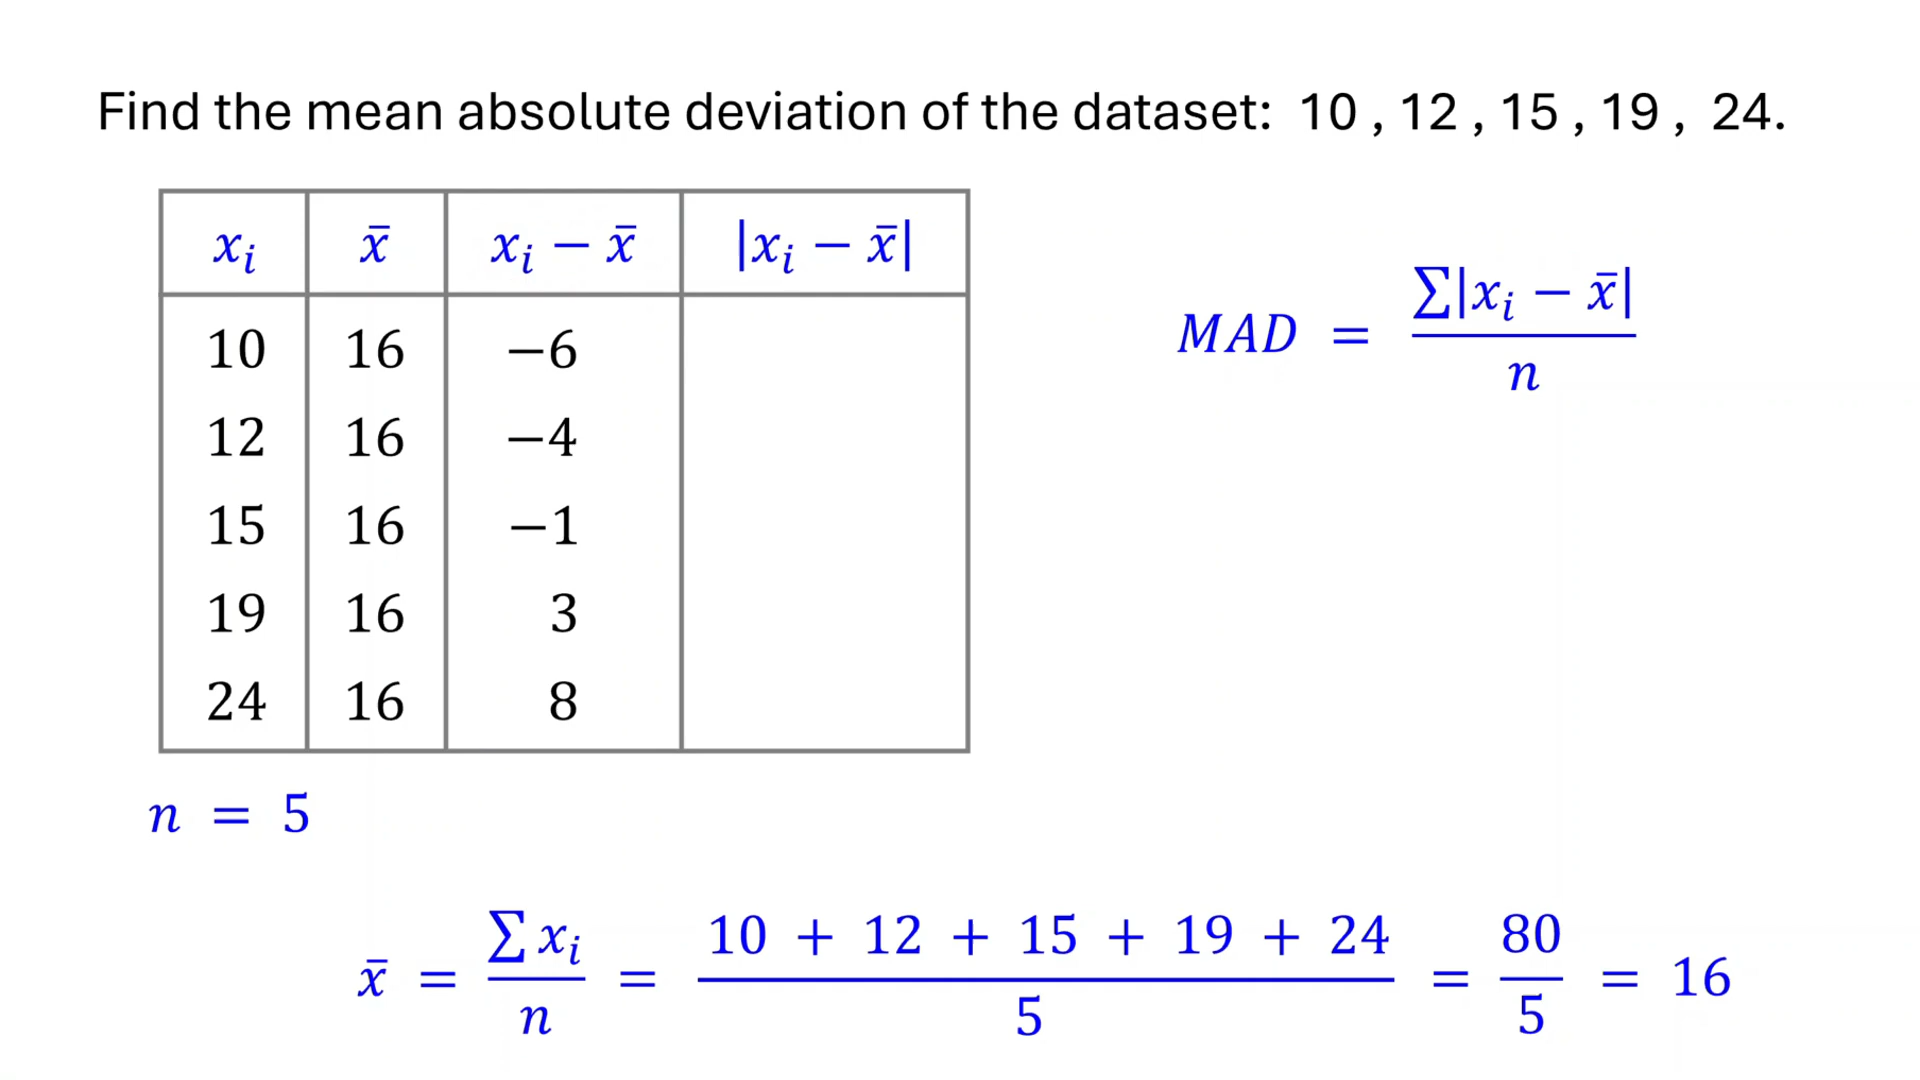 Find the mean absolute deviation of the dataset: 10 , 12 , 15 , 19 , 24.
xᵢ x̄ xᵢ − x̄ |xᵢ − x̄|
10 16 −6
12 16 −4
15 16 −1
19 16 3
24 16 8
MAD = ∑|xᵢ − x̄| / n
n = 5
x̄ = ∑ xᵢ / n = 10 + 12 + 15 + 19 + 24 / 5 = 80 / 5 = 16